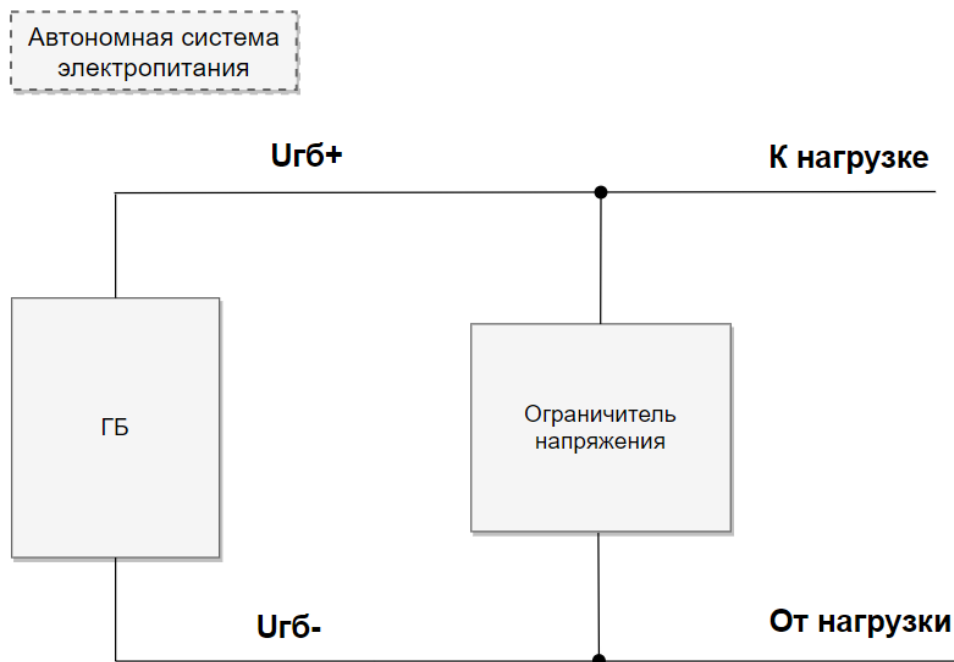 Автономная система
электропитания
Uгб+
К нагрузке
ГБ
Ограничитель
напряжения
Uгб-
От нагрузки